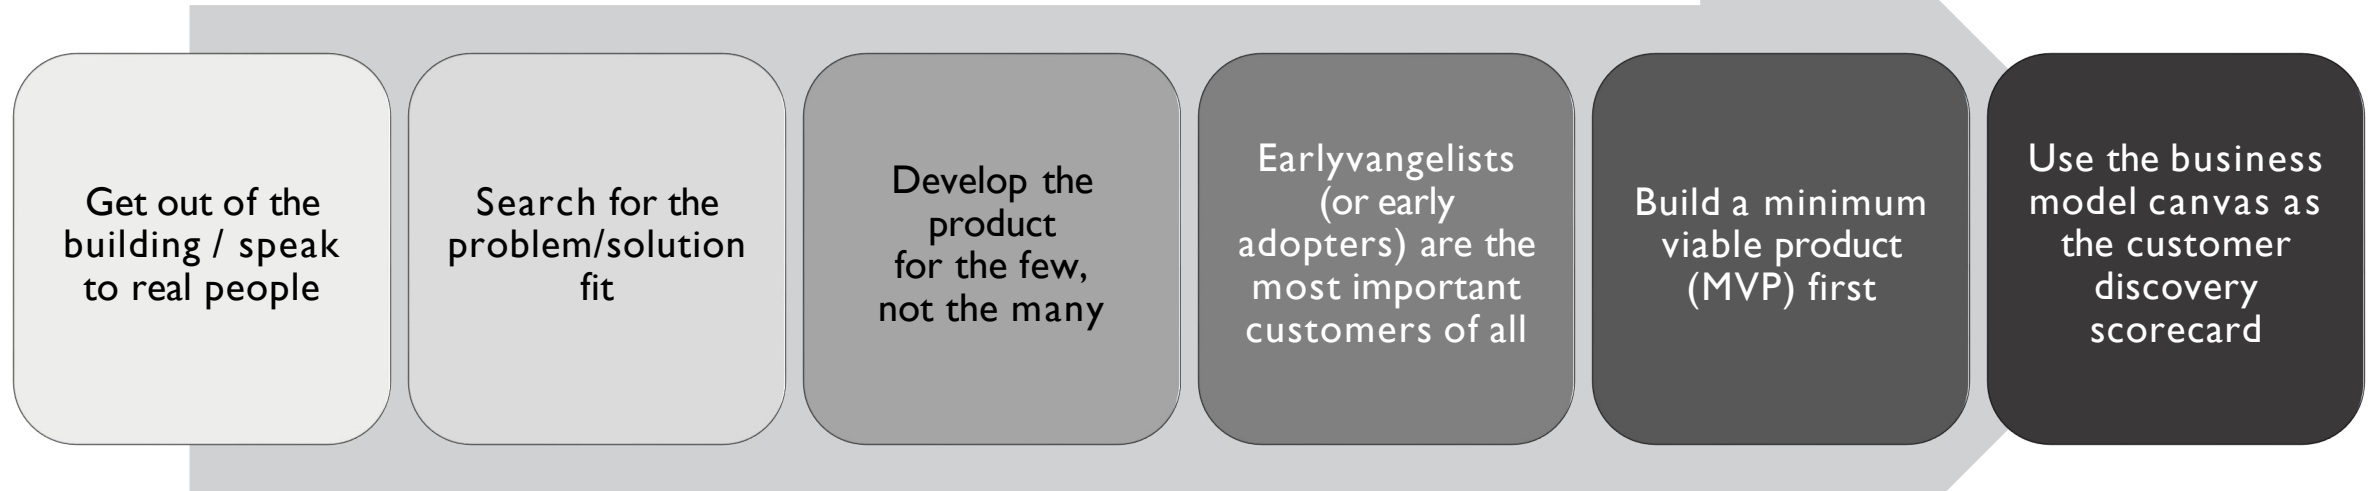 Get out of the
building / speak
to real people
Search for the
problem/solution
fit
Develop the
product
for the few,
not the many
Earlyvangelists
(or early
adopters) are the
most important
customers of all
Build a minimum
viable product
(MVP) first
Use the business
model canvas as
the customer
discovery
scorecard